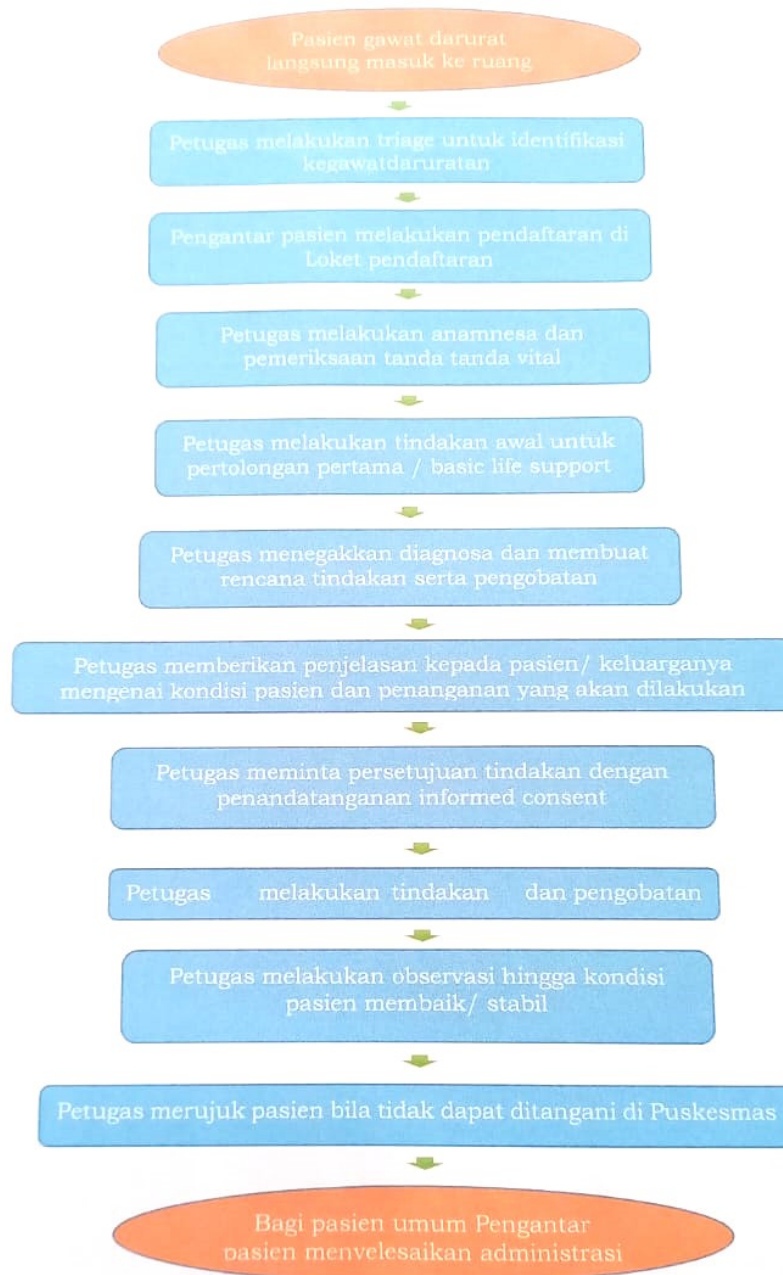 Pasien gawat darurat
langsung masuk ke ruang
Petugas melakukan triage untuk identifikasi
kegawatdaruratan
Pengantar pasien melakukan pendaftaran di
Loket pendaftaran
Petugas melakukan anamnesa dan
pemeriksaan tanda tanda vital
Petugas melakukan tindakan awal untuk
pertolongan pertama / basic life support
Petugas menegakkan diagnosa dan membuat
rencana tindakan serta pengobatan
Petugas memberikan penjelasan kepada pasien/ keluarganya
mengenai kondisi pasien dan penanganan yang akan dilakukan
Petugas meminta persetujuan tindakan dengan
penandatanganan informed consent
Petugas melakukan tindakan dan pengobatan
Petugas melakukan observasi hingga kondisi
pasien membaik/ stabil
Petugas merujuk pasien bila tidak dapat ditangani di Puskesmas
Bagi pasien umum Pengantar
pasien menyelesaikan administrasi